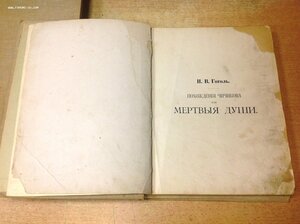 Н. В. Гоголь.
ПОХОЖДЕНІЯ ЧИЧИКОВА
ИЛИ
МЕРТВЫЯ ДУШИ.